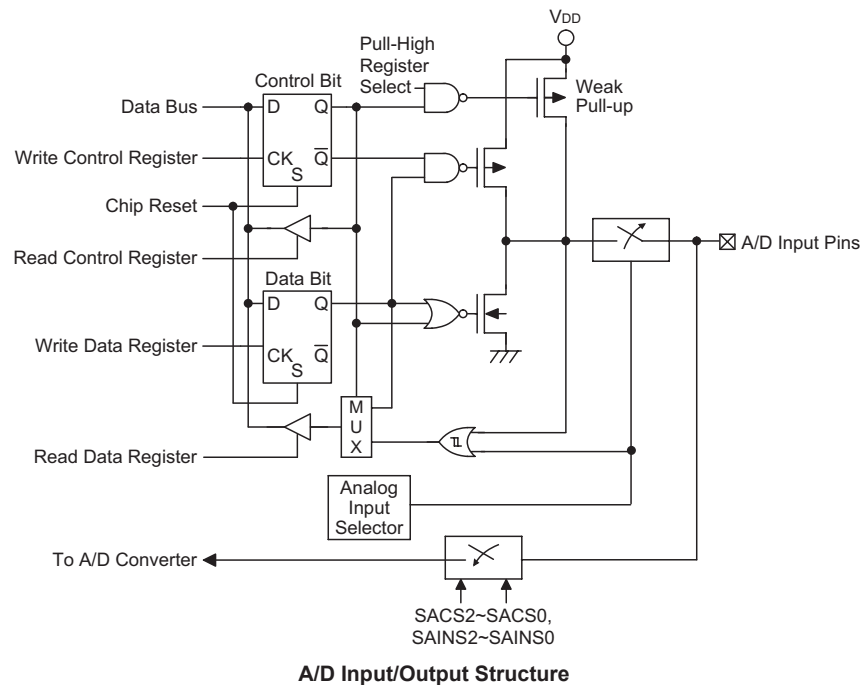 VDD
Pull-High
Register
Select
Control Bit
Weak
Pull-up
Data Bus
D
Q
Write Control Register
CK
Q̅
S
Chip Reset
Read Control Register
A/D Input Pins
Data Bit
D
Q
Write Data Register
CK
Q̅
S
M
U
X
Read Data Register
Analog
Input
Selector
To A/D Converter
SACS2~SACS0,
SAINS2~SAINS0
A/D Input/Output Structure